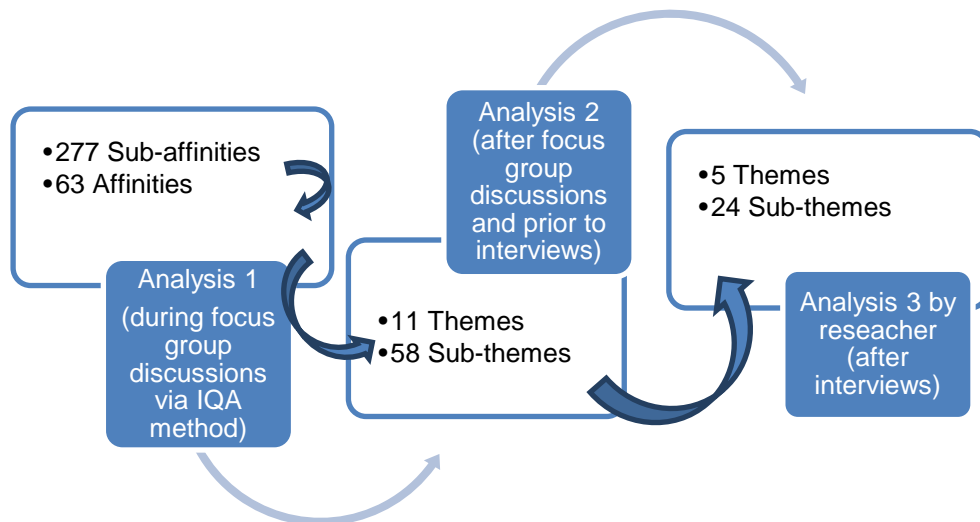 •277 Sub-affinities
•63 Affinities
Analysis 1
(during focus
group
discussions
via IQA
method)
Analysis 2
(after focus
group
discussions
and prior to
interviews)
•11 Themes
•58 Sub-themes
•5 Themes
•24 Sub-themes
Analysis 3 by
reseacher
(after
interviews)